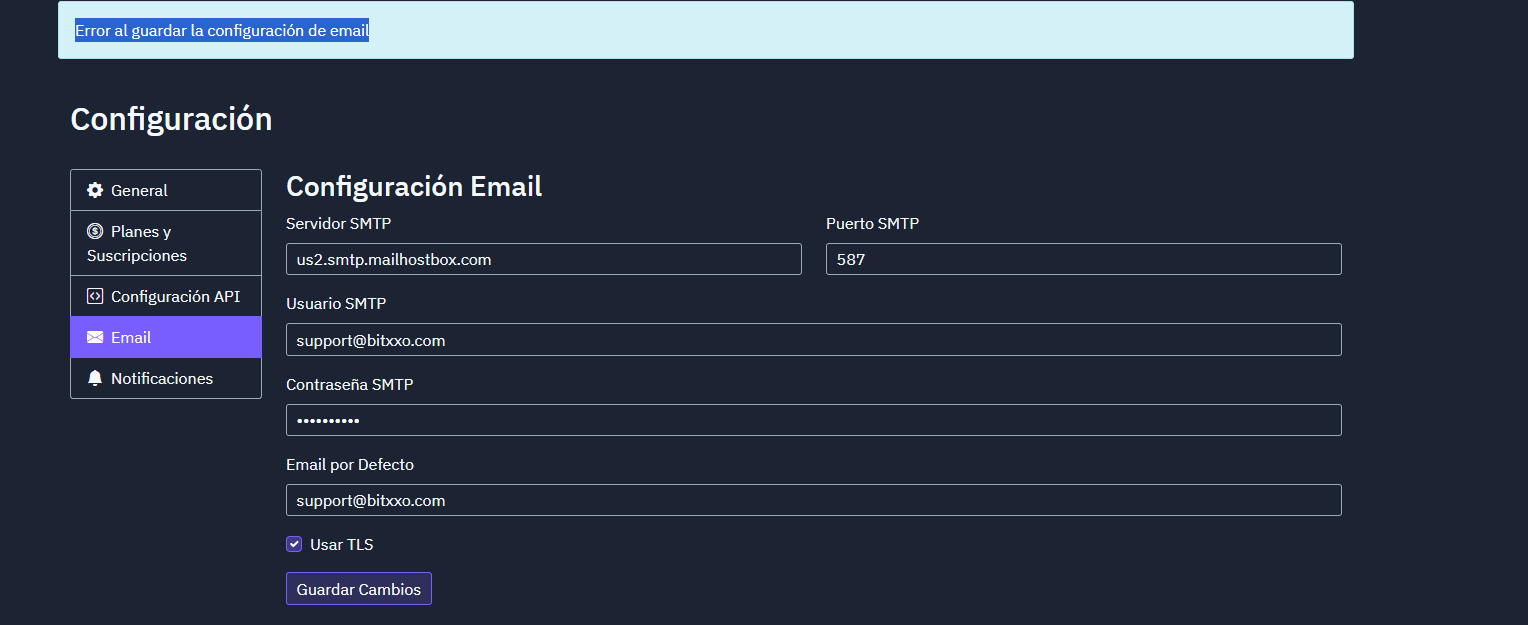 Error al guardar la configuración de email
Configuración
General
Planes y
Suscripciones
Configuración API
Email
Notificaciones
Configuración Email
Servidor SMTP
Puerto SMTP
us2.smtp.mailhostbox.com
587
Usuario SMTP
support@bitxxo.com
Contraseña SMTP
••••••••••
Email por Defecto
support@bitxxo.com
Usar TLS
Guardar Cambios